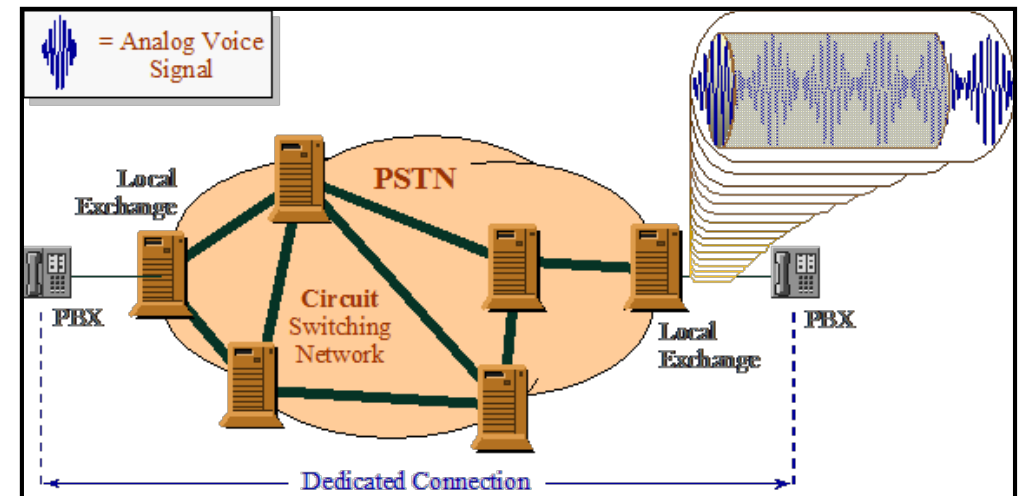 = Analog Voice
Signal
Local
Exchange
PSTN
PBX
Circuit
Switching
Network
Local
Exchange
PBX
Dedicated Connection